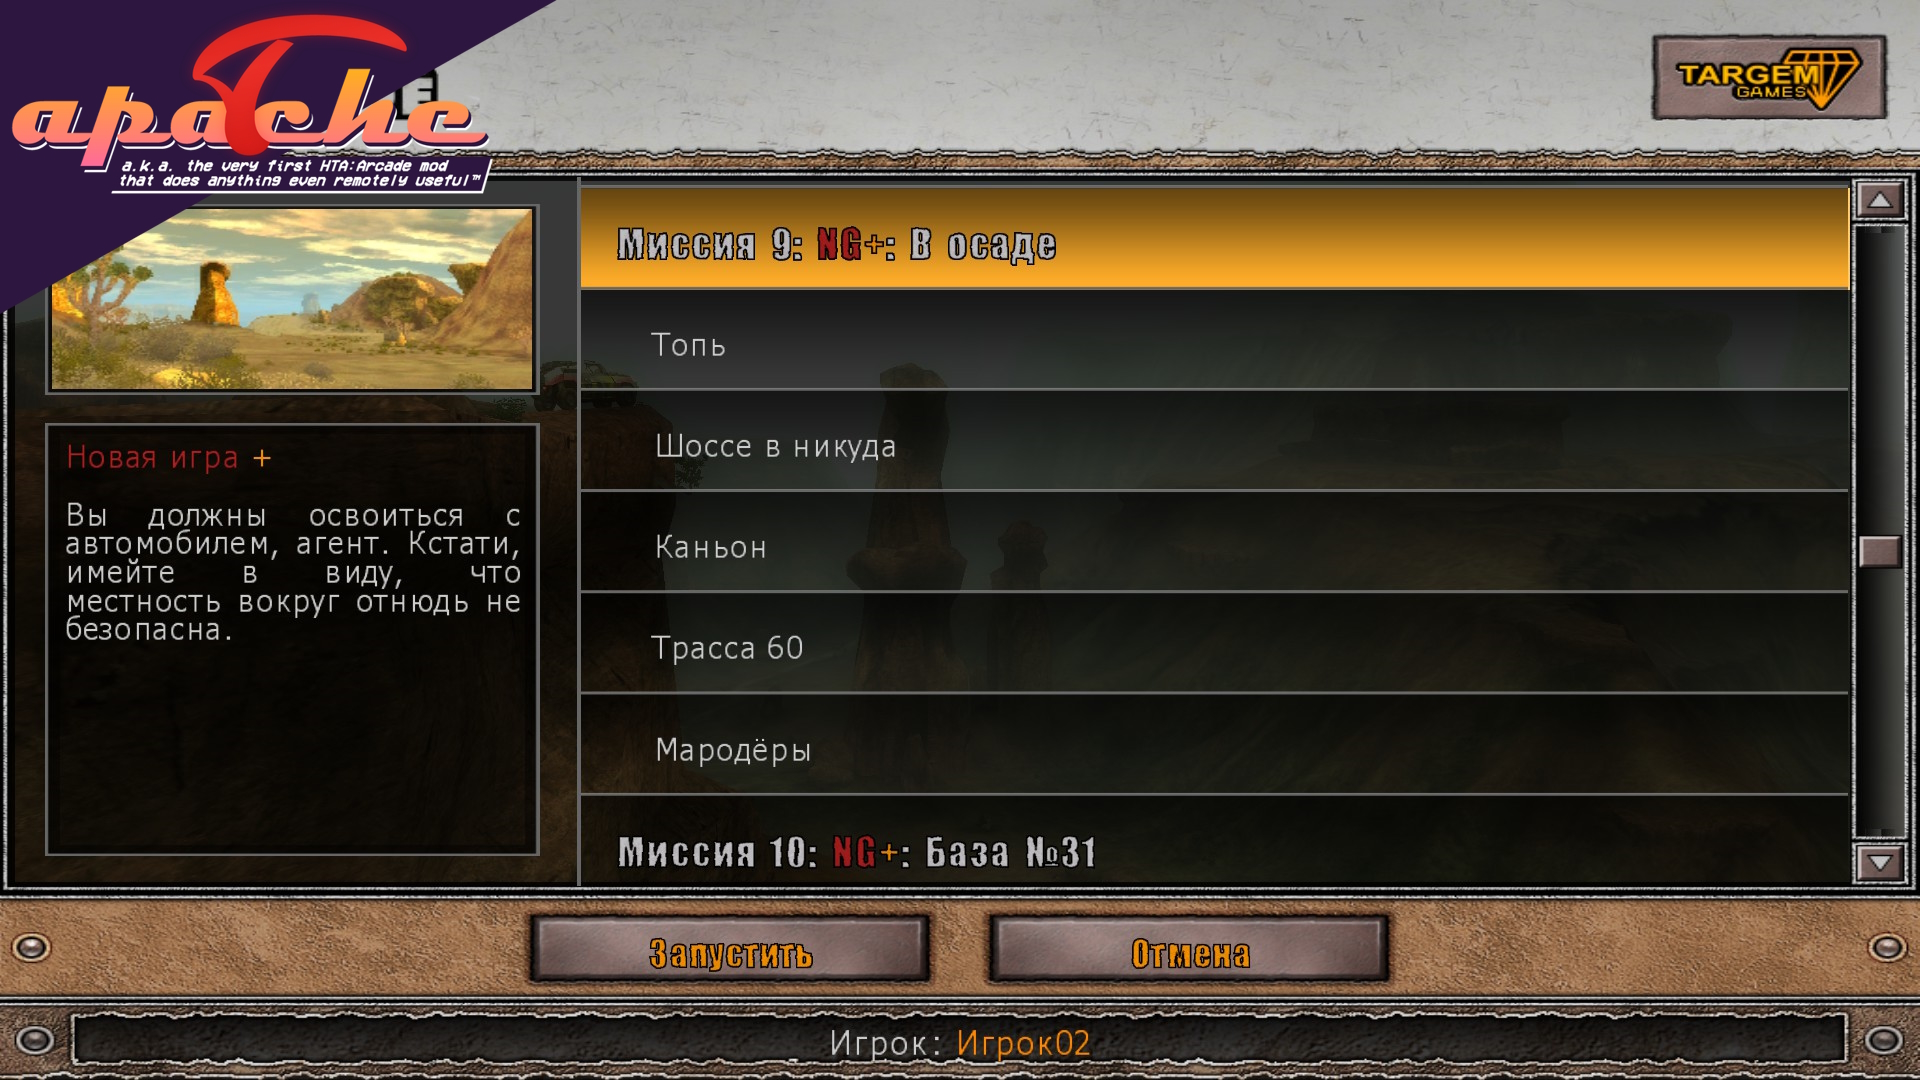 apaTche
Е
a.k.a. the very first HTA:Arcade mod
that does anything even remotely useful™
TARGEM
GAMES
Миссия 9: NG+: В осаде
Топь
Шоссе в никуда
Каньон
Трасса 60
Мародёры
Миссия 10: NG+: База №31
Новая игра +
Вы должны освоиться с
автомобилем, агент. Кстати,
имейте в виду, что
местность вокруг отнюдь не
безопасна.
Запустить
Отмена
Игрок: Игрок02